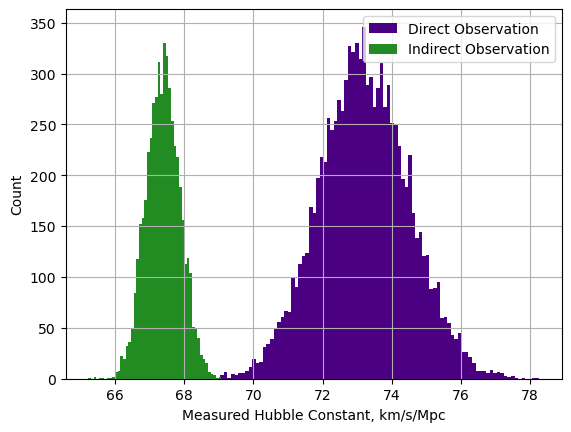 Direct Observation
Indirect Observation
Count
350
300
250
200
150
100
50
0
66 68 70 72 74 76 78
Measured Hubble Constant, km/s/Mpc